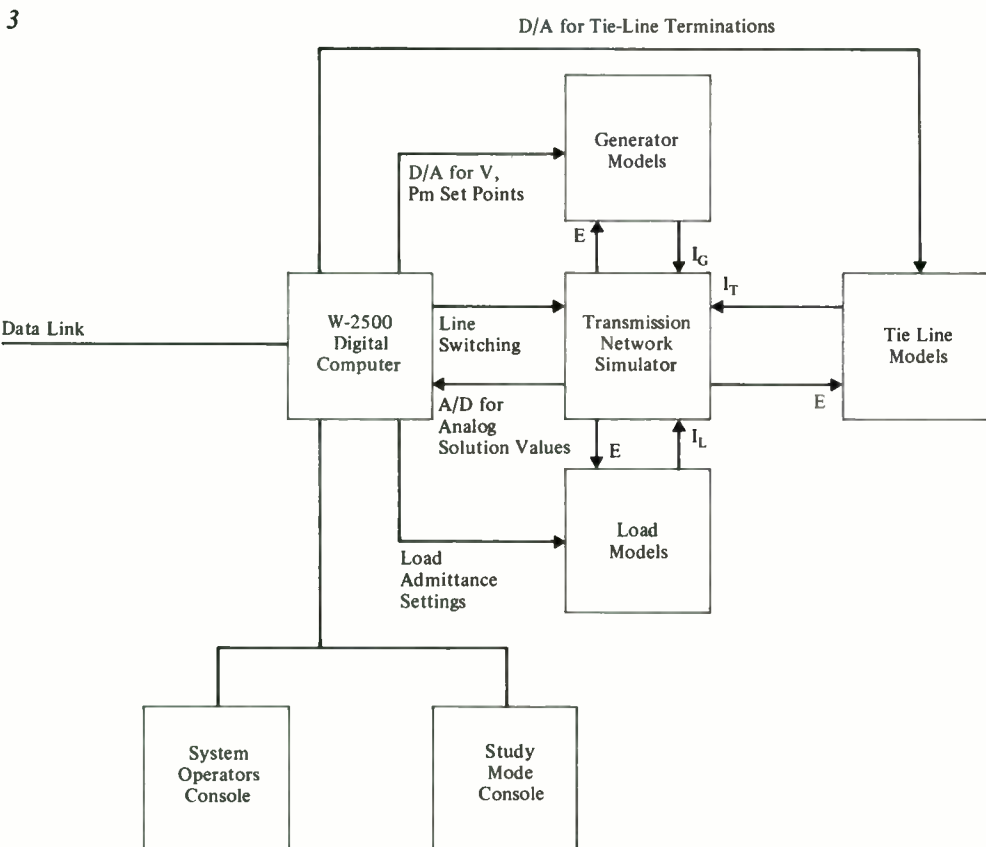 3
D/A for Tie-Line Terminations
Generator
Models
D/A for V,
Pm Set Points
E
I_G
I_T
Data Link
W-2500
Digital
Computer
Line
Switching
Transmission
Network
Simulator
Tie Line
Models
A/D for
Analog
Solution Values
E
E
I_L
Load
Models
Load
Admittance
Settings
System
Operators
Console
Study
Mode
Console